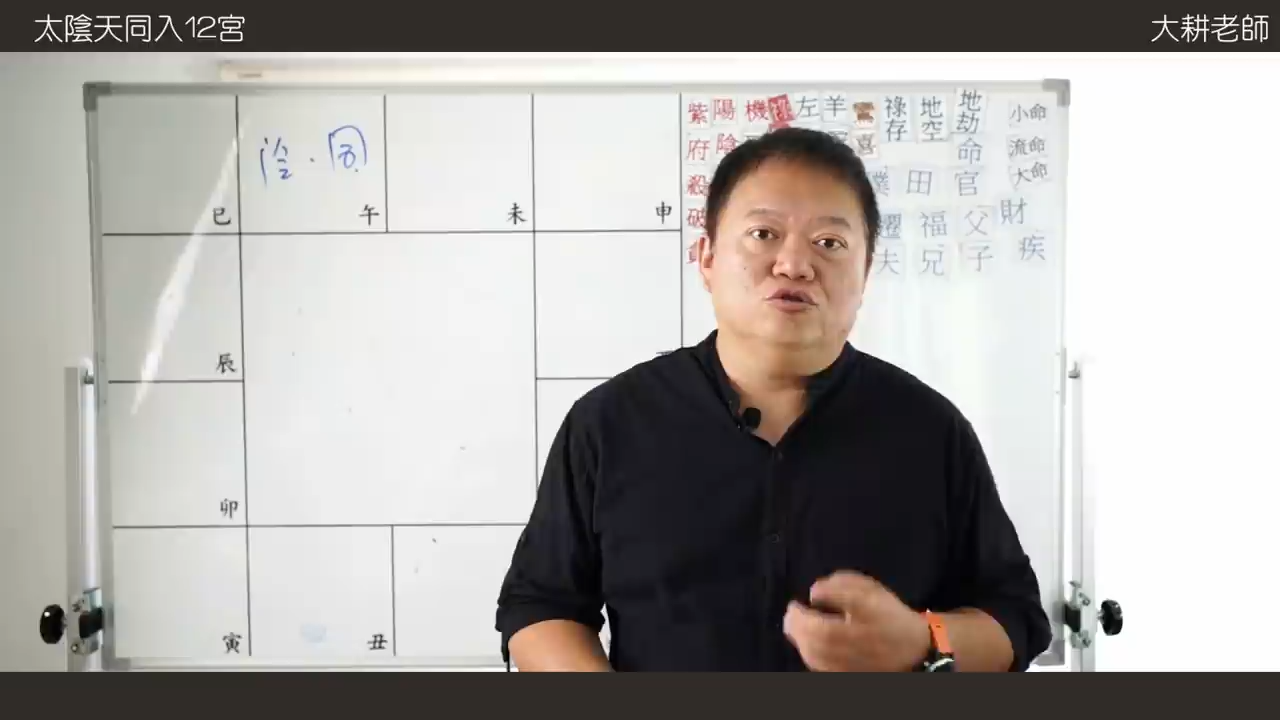 太陰天同入12宮
大耕老師
陰．同
巳
午
未
申
辰
卯
寅
丑
紫 陽 機 左 羊 鸞 祿存 地空 地劫 小命
府 陰 喜 命 流命
殺 田 官 大命
破 遷 福 父 財
夫 兄 子 疾